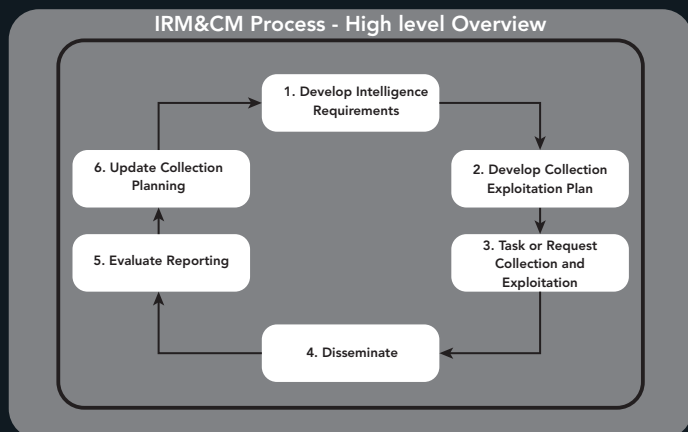 IRM&CM Process - High level Overview
1. Develop Intelligence
Requirements
2. Develop Collection
Exploitation Plan
3. Task or Request
Collection and
Exploitation
4. Disseminate
5. Evaluate Reporting
6. Update Collection
Planning